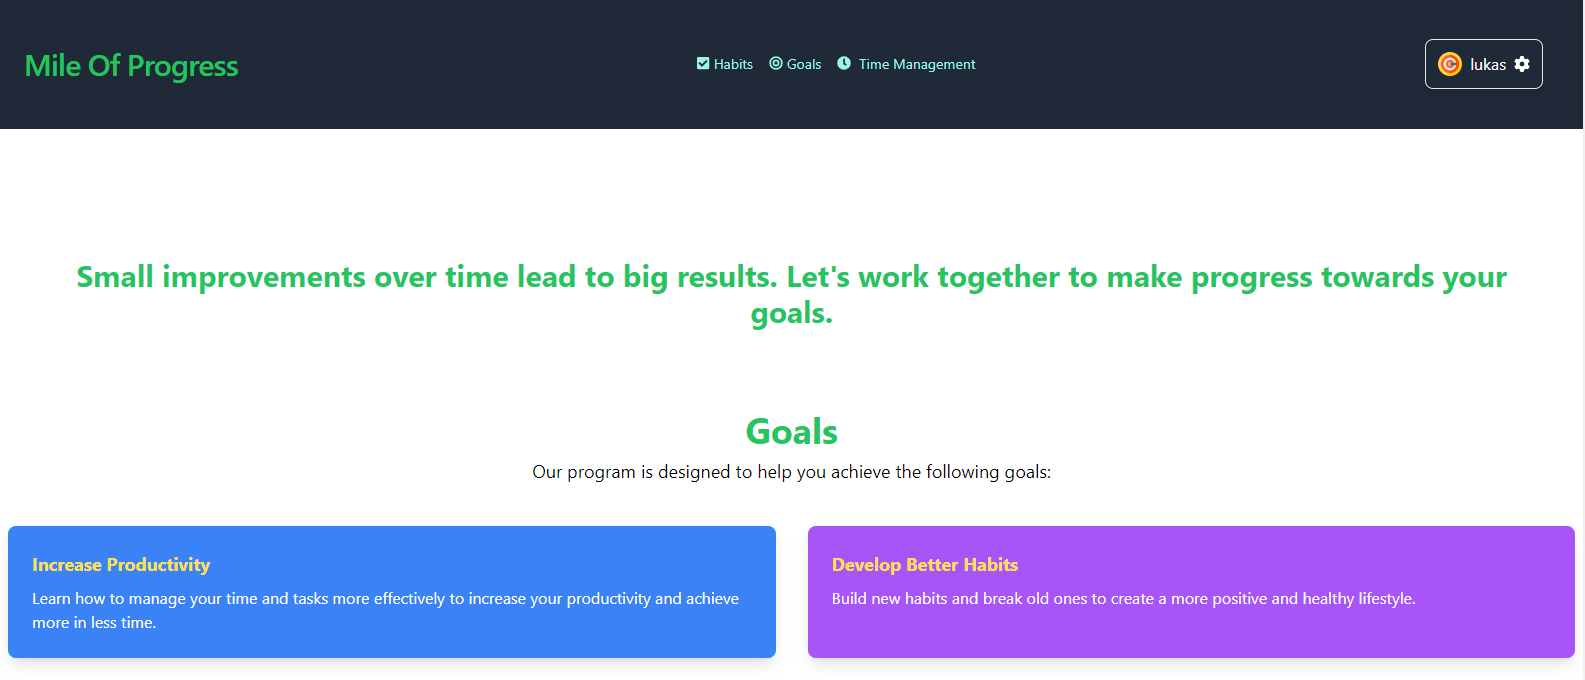 Mile Of Progress
Habits
Goals
Time Management
lukas
Small improvements over time lead to big results. Let's work together to make progress towards your
goals.
Goals
Our program is designed to help you achieve the following goals:
Increase Productivity
Learn how to manage your time and tasks more effectively to increase your productivity and achieve
more in less time.
Develop Better Habits
Build new habits and break old ones to create a more positive and healthy lifestyle.